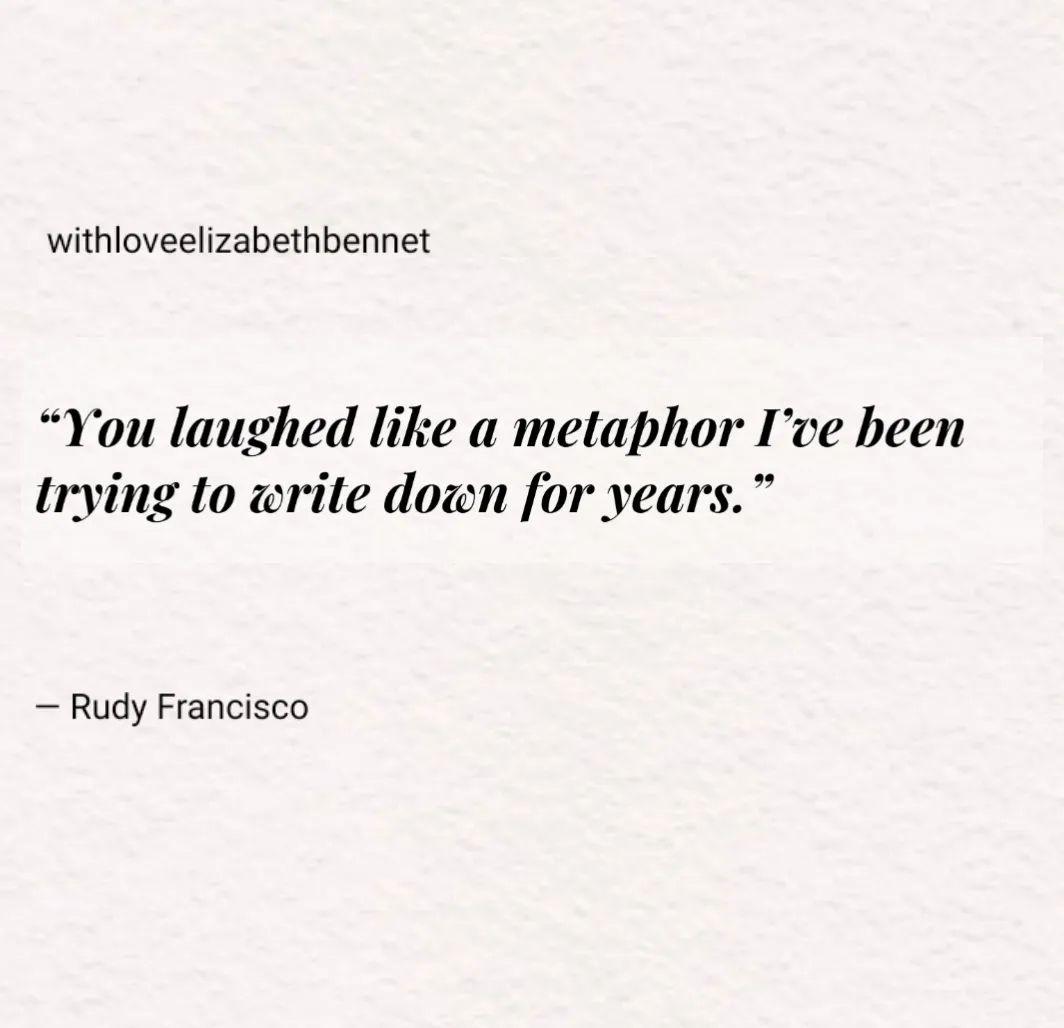 withloveelizabethbennet
“You laughed like a metaphor I’ve been
trying to write down for years.”
— Rudy Francisco